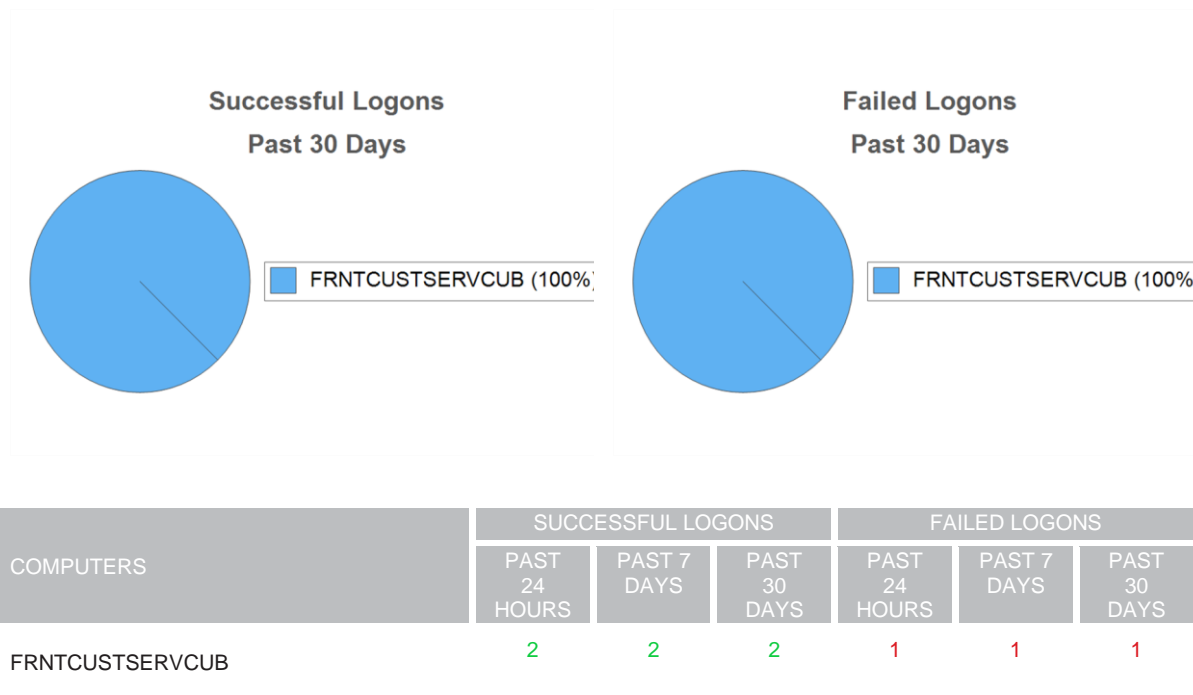 Successful Logons
Past 30 Days
FRNTCUSTSERVCUB (100%)
Failed Logons
Past 30 Days
FRNTCUSTSERVCUB (100%
COMPUTERS
SUCCESSFUL LOGONS
FAILED LOGONS
PAST
24
HOURS
PAST 7
DAYS
PAST
30
DAYS
PAST
24
HOURS
PAST 7
DAYS
PAST
30
DAYS
FRNTCUSTSERVCUB
2
2
2
1
1
1